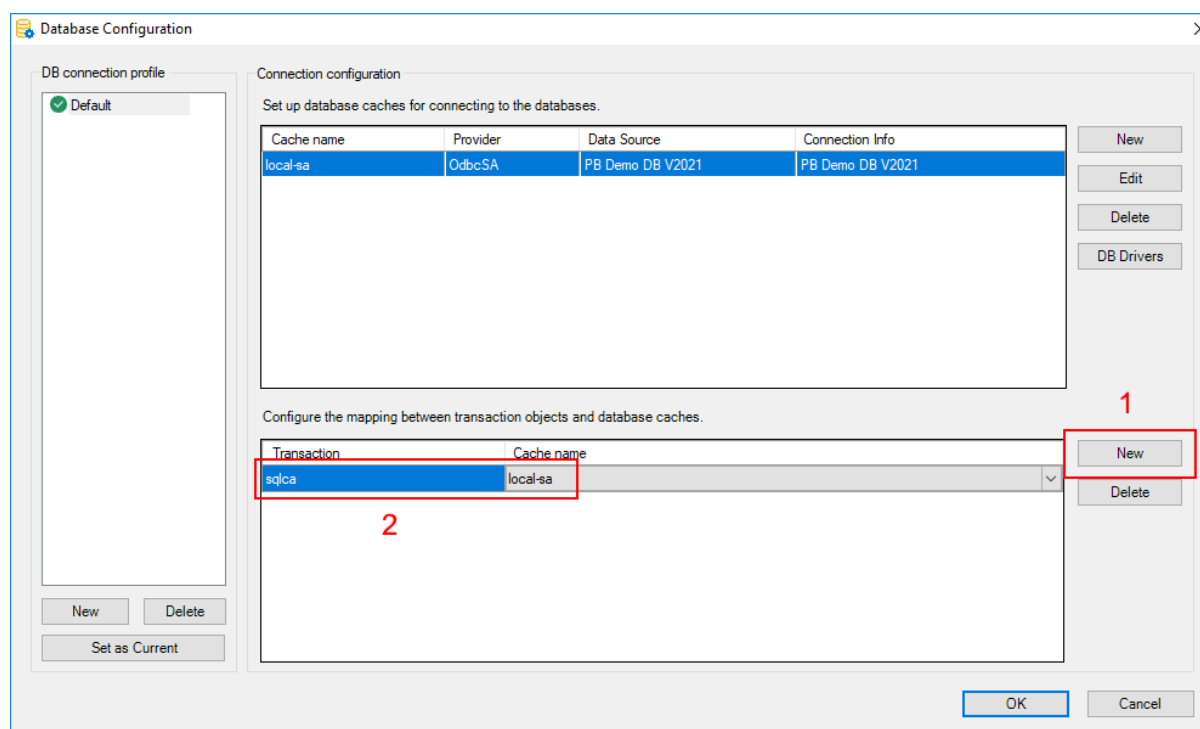 Database Configuration
DB connection profile
Default
New Delete
Set as Current
Connection configuration
Set up database caches for connecting to the databases.
Cache name Provider Data Source Connection Info
local-sa OdbcSA PB Demo DB V2021 PB Demo DB V2021
New
Edit
Delete
DB Drivers
Configure the mapping between transaction objects and database caches.
1
Transaction Cache name
sqlca local-sa
New
Delete
2
OK Cancel